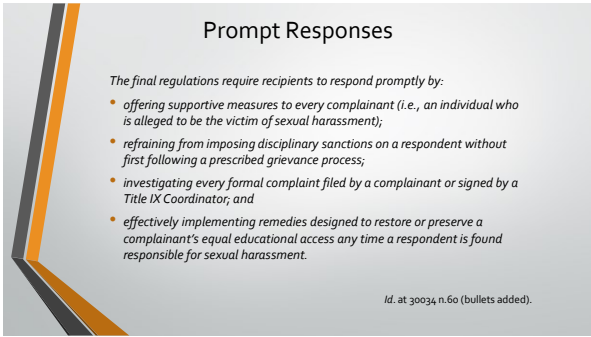 Prompt Responses
The final regulations require recipients to respond promptly by:
• offering supportive measures to every complainant (i.e., an individual who
is alleged to be the victim of sexual harassment);
• refraining from imposing disciplinary sanctions on a respondent without
first following a prescribed grievance process;
• investigating every formal complaint filed by a complainant or signed by a
Title IX Coordinator; and
• effectively implementing remedies designed to restore or preserve a
complainant's equal educational access any time a respondent is found
responsible for sexual harassment.
Id. at 30034 n.60 (bullets added).